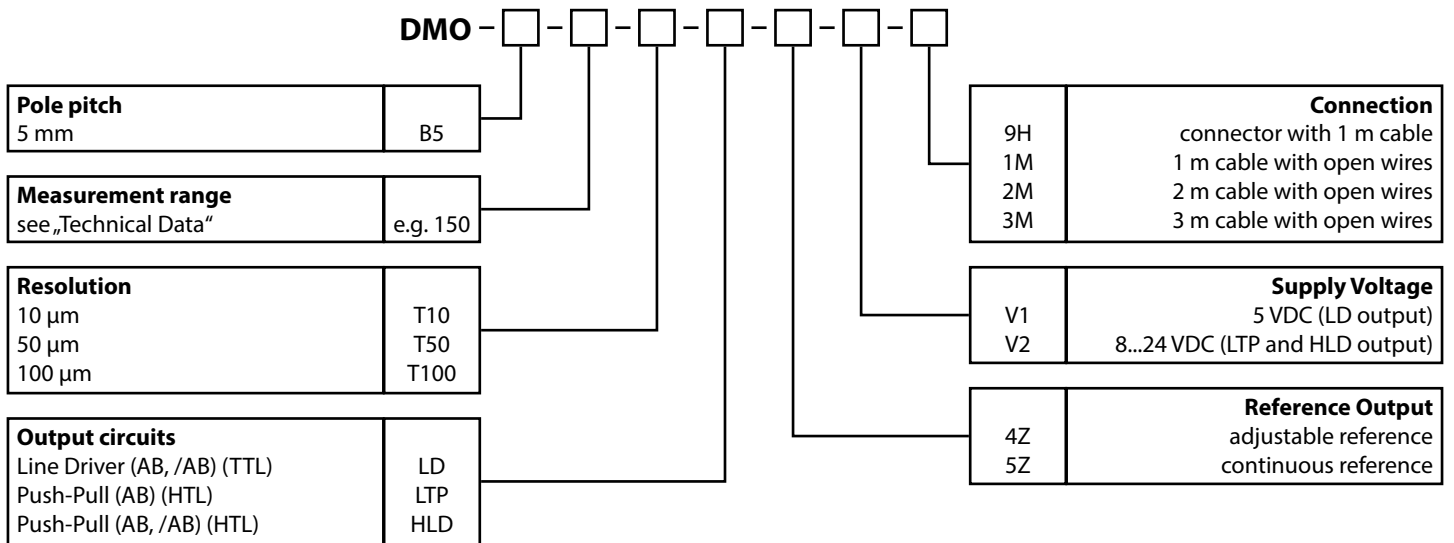 DMO – – – – – – –
Pole pitch
5 mm B5
Measurement range
see „Technical Data“ e.g. 150
Resolution
10 µm T10
50 µm T50
100 µm T100
Output circuits
Line Driver (AB, /AB) (TTL) LD
Push-Pull (AB) (HTL) LTP
Push-Pull (AB, /AB) (HTL) HLD
Connection
9H connector with 1 m cable
1M 1 m cable with open wires
2M 2 m cable with open wires
3M 3 m cable with open wires
Supply Voltage
V1 5 VDC (LD output)
V2 8...24 VDC (LTP and HLD output)
Reference Output
4Z adjustable reference
5Z continuous reference